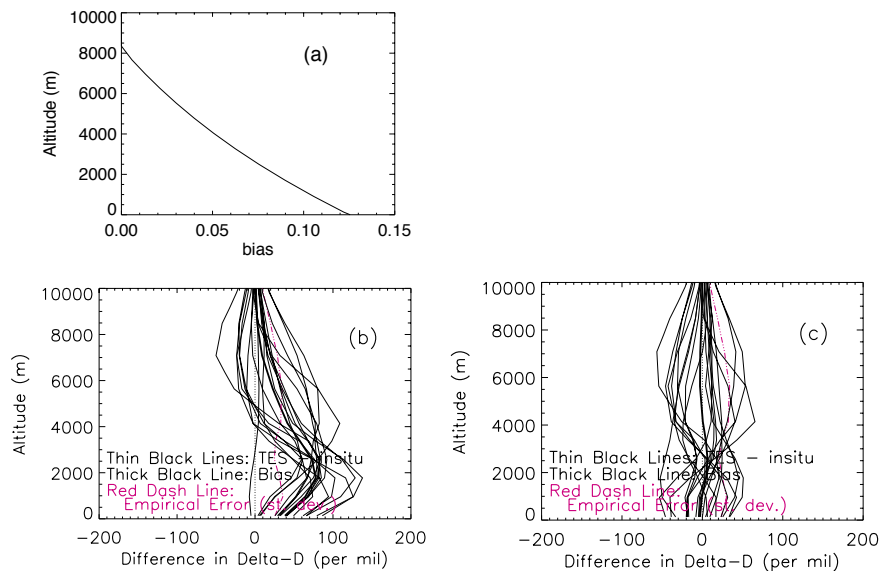 (a)
Altitude (m)
10000
8000
6000
4000
2000
0
0.00 0.05 0.10 0.15
bias
(b)
Altitude (m)
10000
8000
6000
4000
2000
0
Thin Black Lines: TES - insitu
Thick Black Line: Bias
Red Dash Line:
Empirical Error (st. dev.)
-200 -100 0 100 200
Difference in Delta-D (per mil)
(c)
Altitude (m)
10000
8000
6000
4000
2000
0
Thin Black Lines: TES - insitu
Thick Black Line: Bias
Red Dash Line:
Empirical Error (st. dev.)
-200 -100 0 100 200
Difference in Delta-D (per mil)